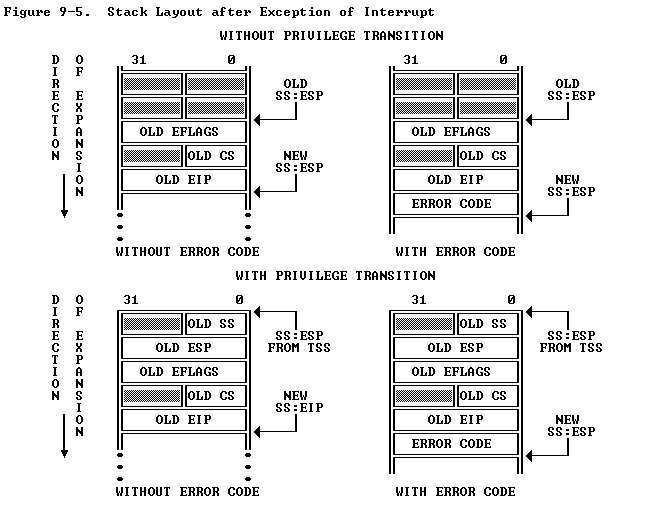 Figure 9-5.  Stack Layout after Exception of Interrupt
WITHOUT PRIVILEGE TRANSITION
DIRECTION
OF EXPANSION
31 0
OLD SS:ESP
OLD EFLAGS
OLD CS
NEW SS:ESP
OLD EIP
WITHOUT ERROR CODE
31 0
OLD SS:ESP
OLD EFLAGS
OLD CS
OLD EIP
NEW SS:ESP
ERROR CODE
WITH ERROR CODE
WITH PRIVILEGE TRANSITION
DIRECTION
OF EXPANSION
31 0
OLD SS
SS:ESP
FROM TSS
OLD ESP
OLD EFLAGS
OLD CS
NEW
SS:EIP
OLD EIP
WITHOUT ERROR CODE
31 0
OLD SS
SS:ESP
FROM TSS
OLD ESP
OLD EFLAGS
OLD CS
OLD EIP
NEW
SS:ESP
ERROR CODE
WITH ERROR CODE